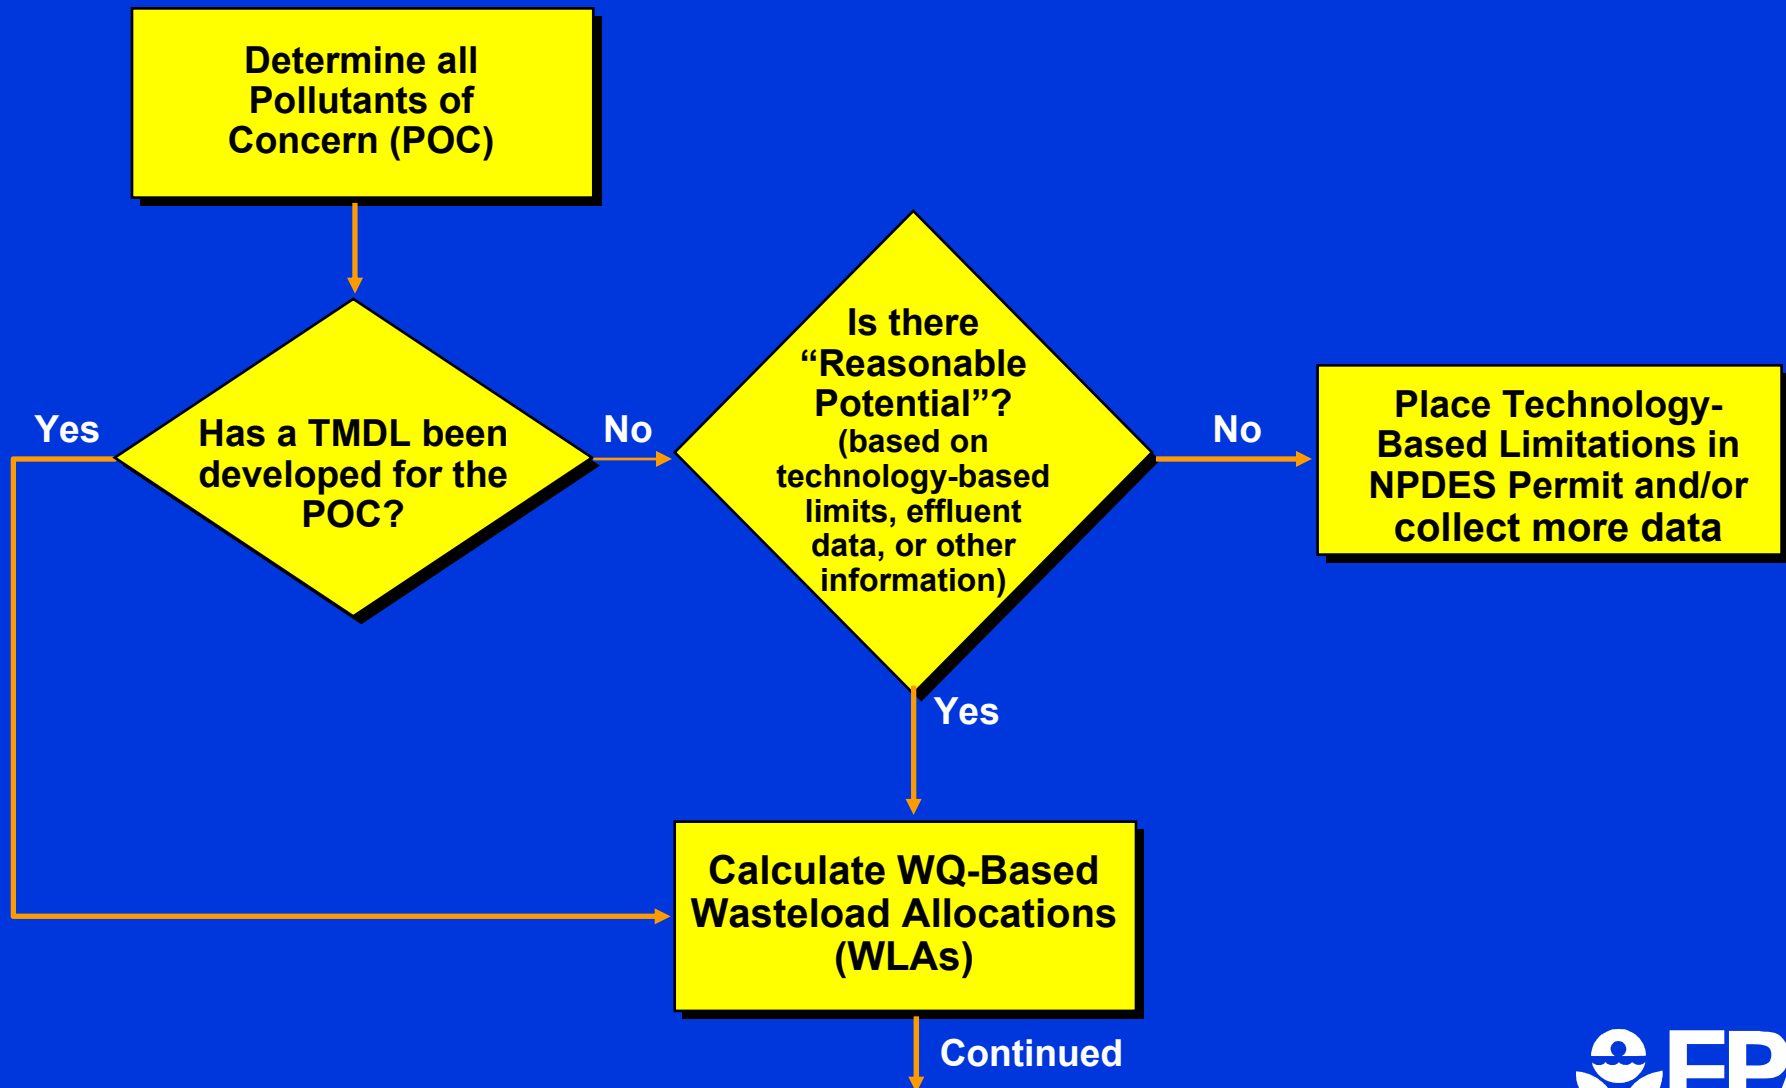 Determine all
Pollutants of
Concern (POC)
Yes
Has a TMDL been
developed for the
POC?
No
Is there
“Reasonable
Potential”?
(based on
technology-based
limits, effluent
data, or other
information)
No
Place Technology-
Based Limitations in
NPDES Permit and/or
collect more data
Yes
Calculate WQ-Based
Wasteload Allocations
(WLAs)
Continued
EP